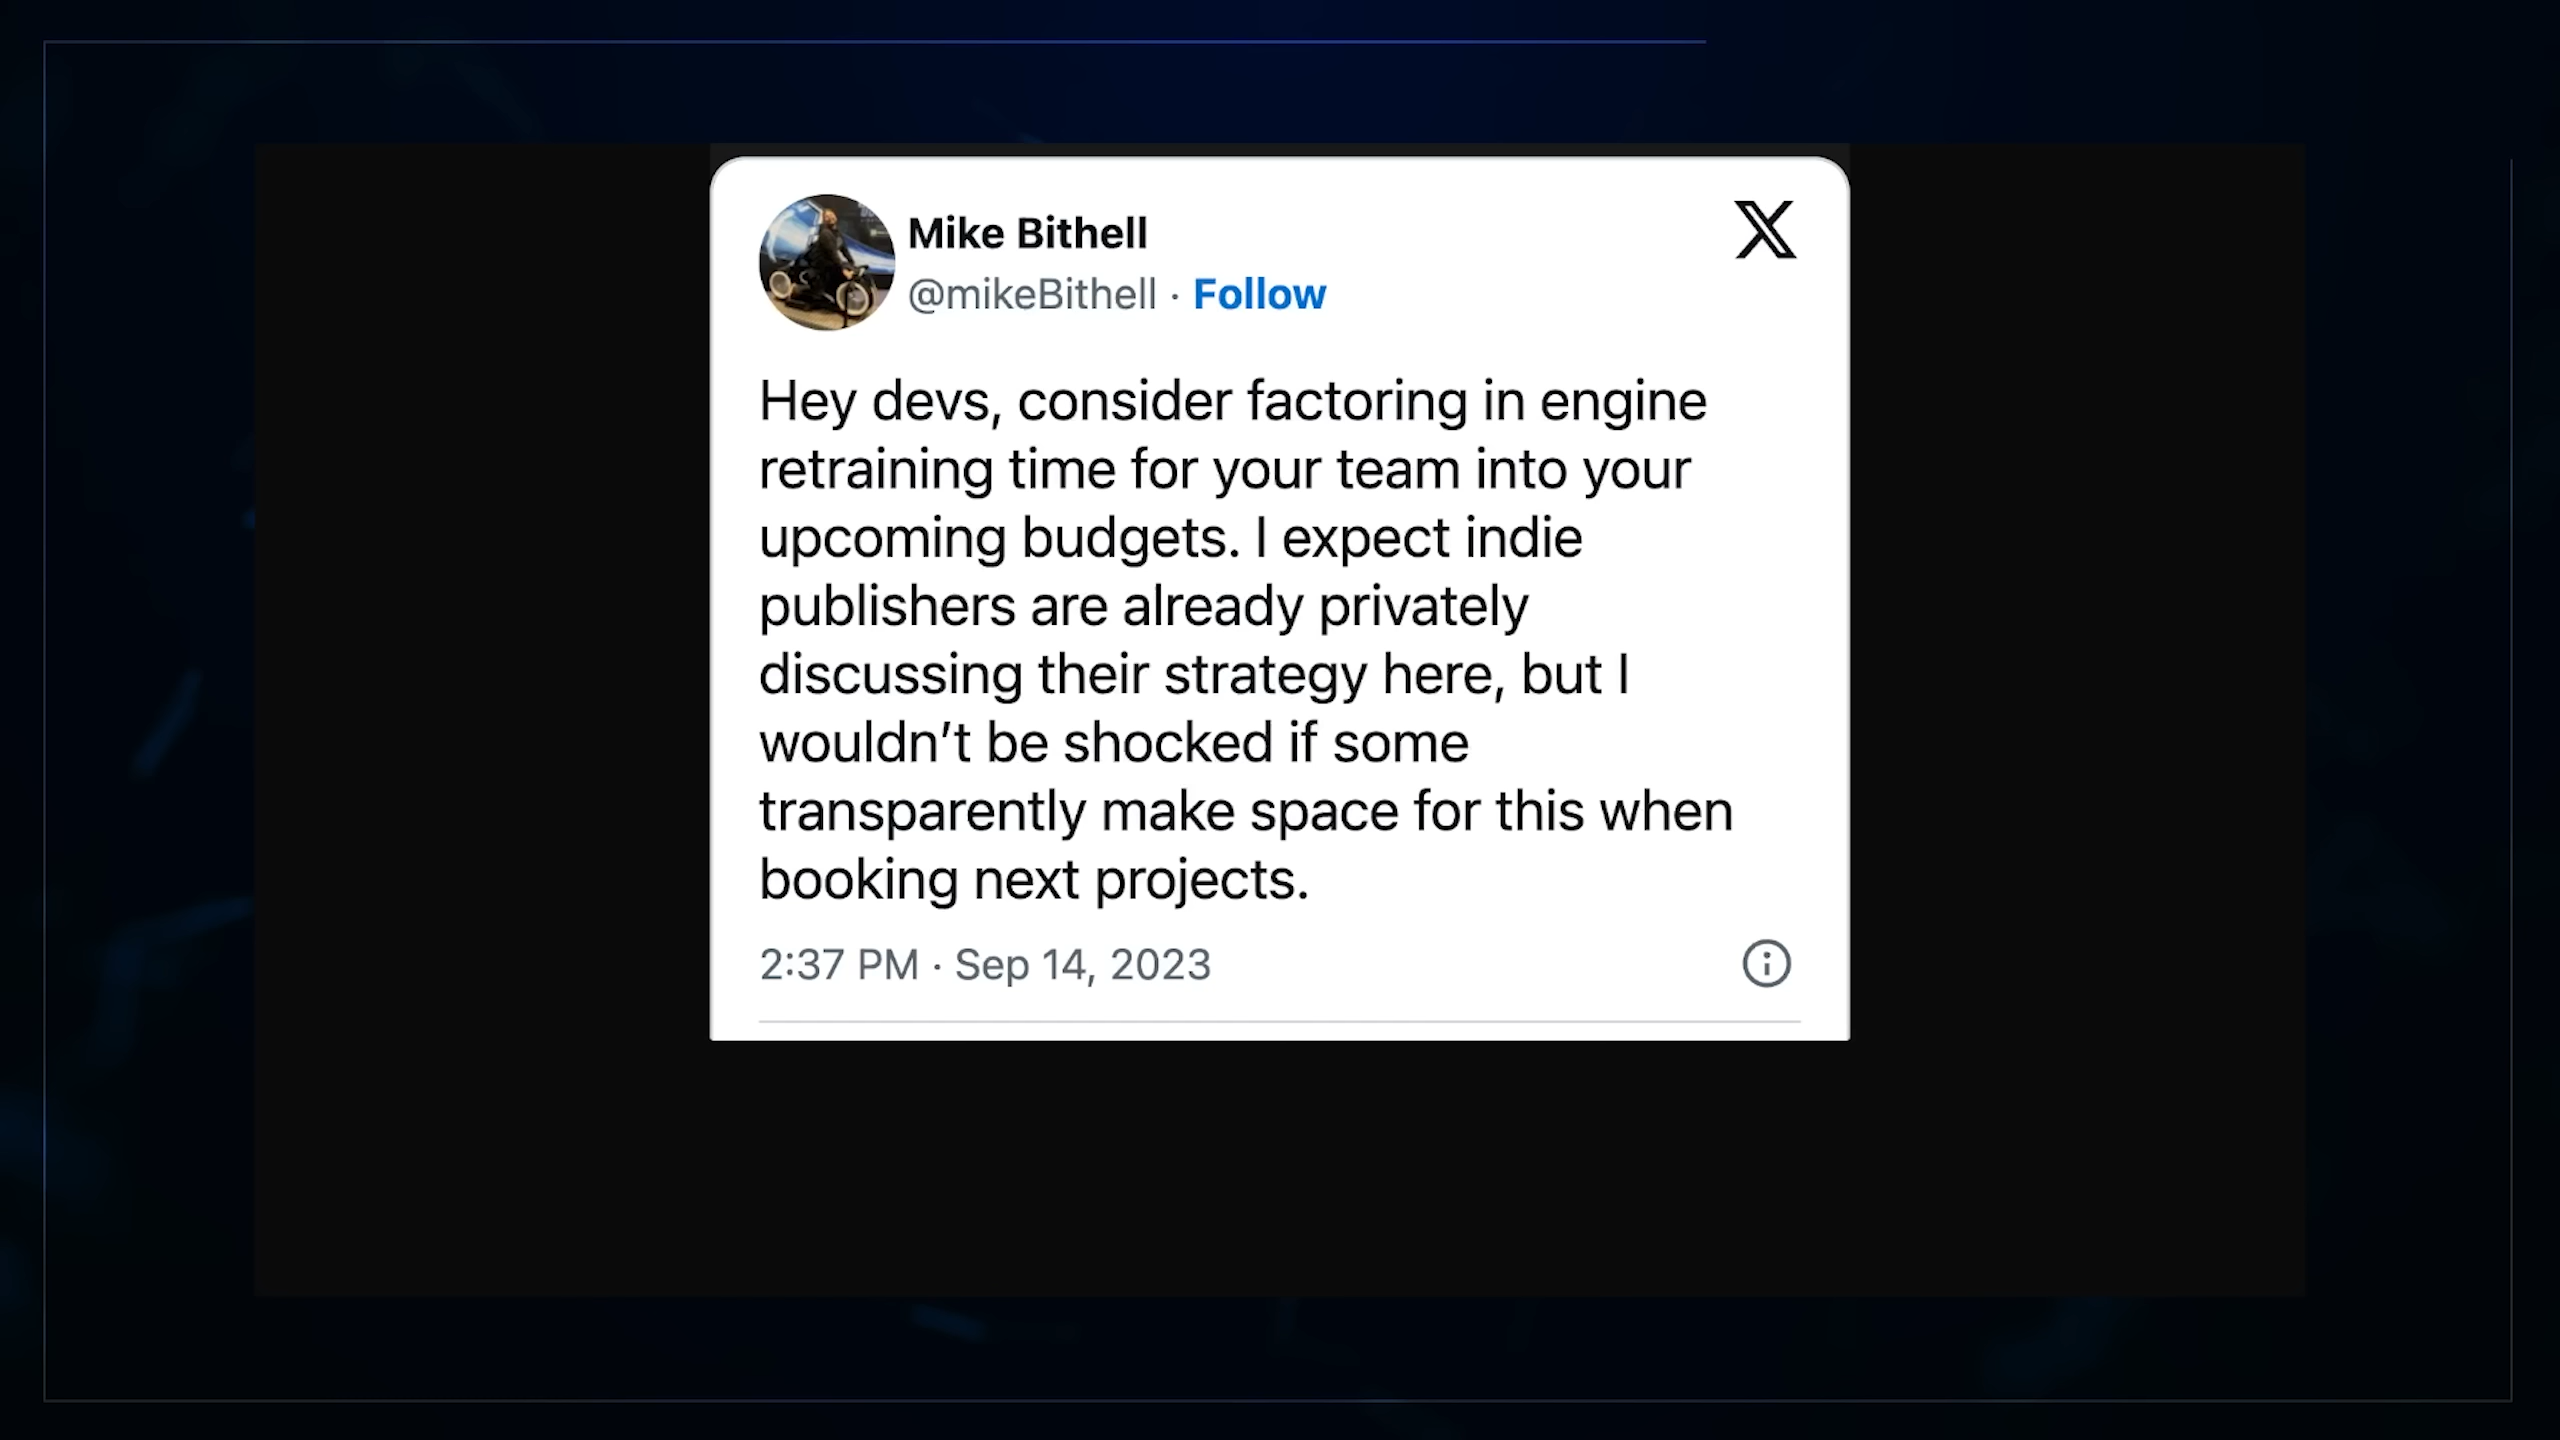 Mike Bithell
@mikeBithell · Follow
Hey devs, consider factoring in engine
retraining time for your team into your
upcoming budgets. I expect indie
publishers are already privately
discussing their strategy here, but I
wouldn’t be shocked if some
transparently make space for this when
booking next projects.
2:37 PM · Sep 14, 2023